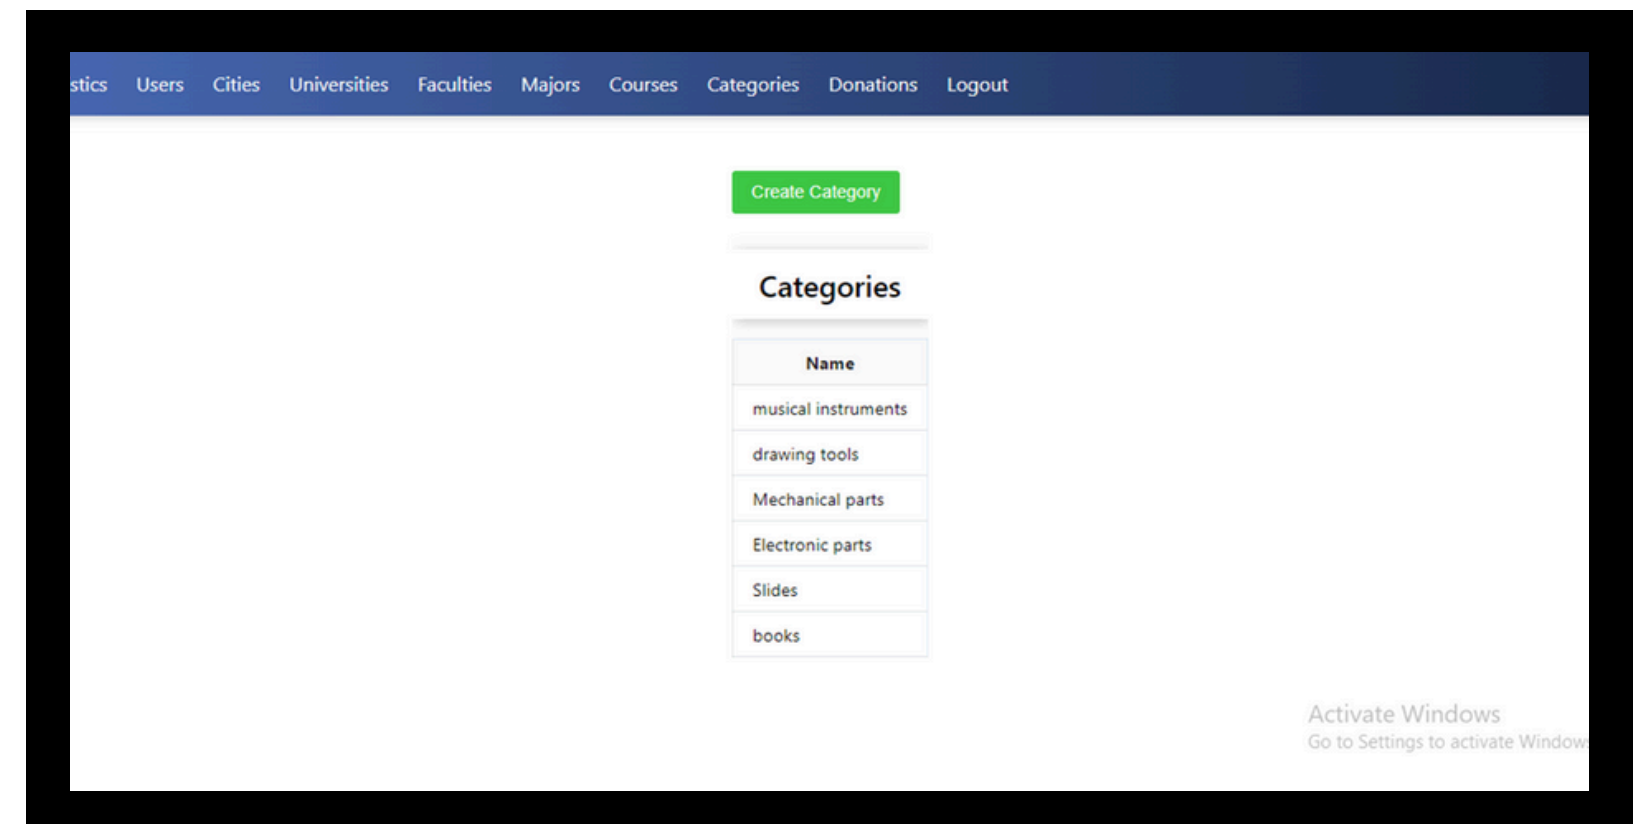 stics Users Cities Universities Faculties Majors Courses Categories Donations Logout
Create Category
Categories
Name
musical instruments
drawing tools
Mechanical parts
Electronic parts
Slides
books
Activate Windows
Go to Settings to activate Windows